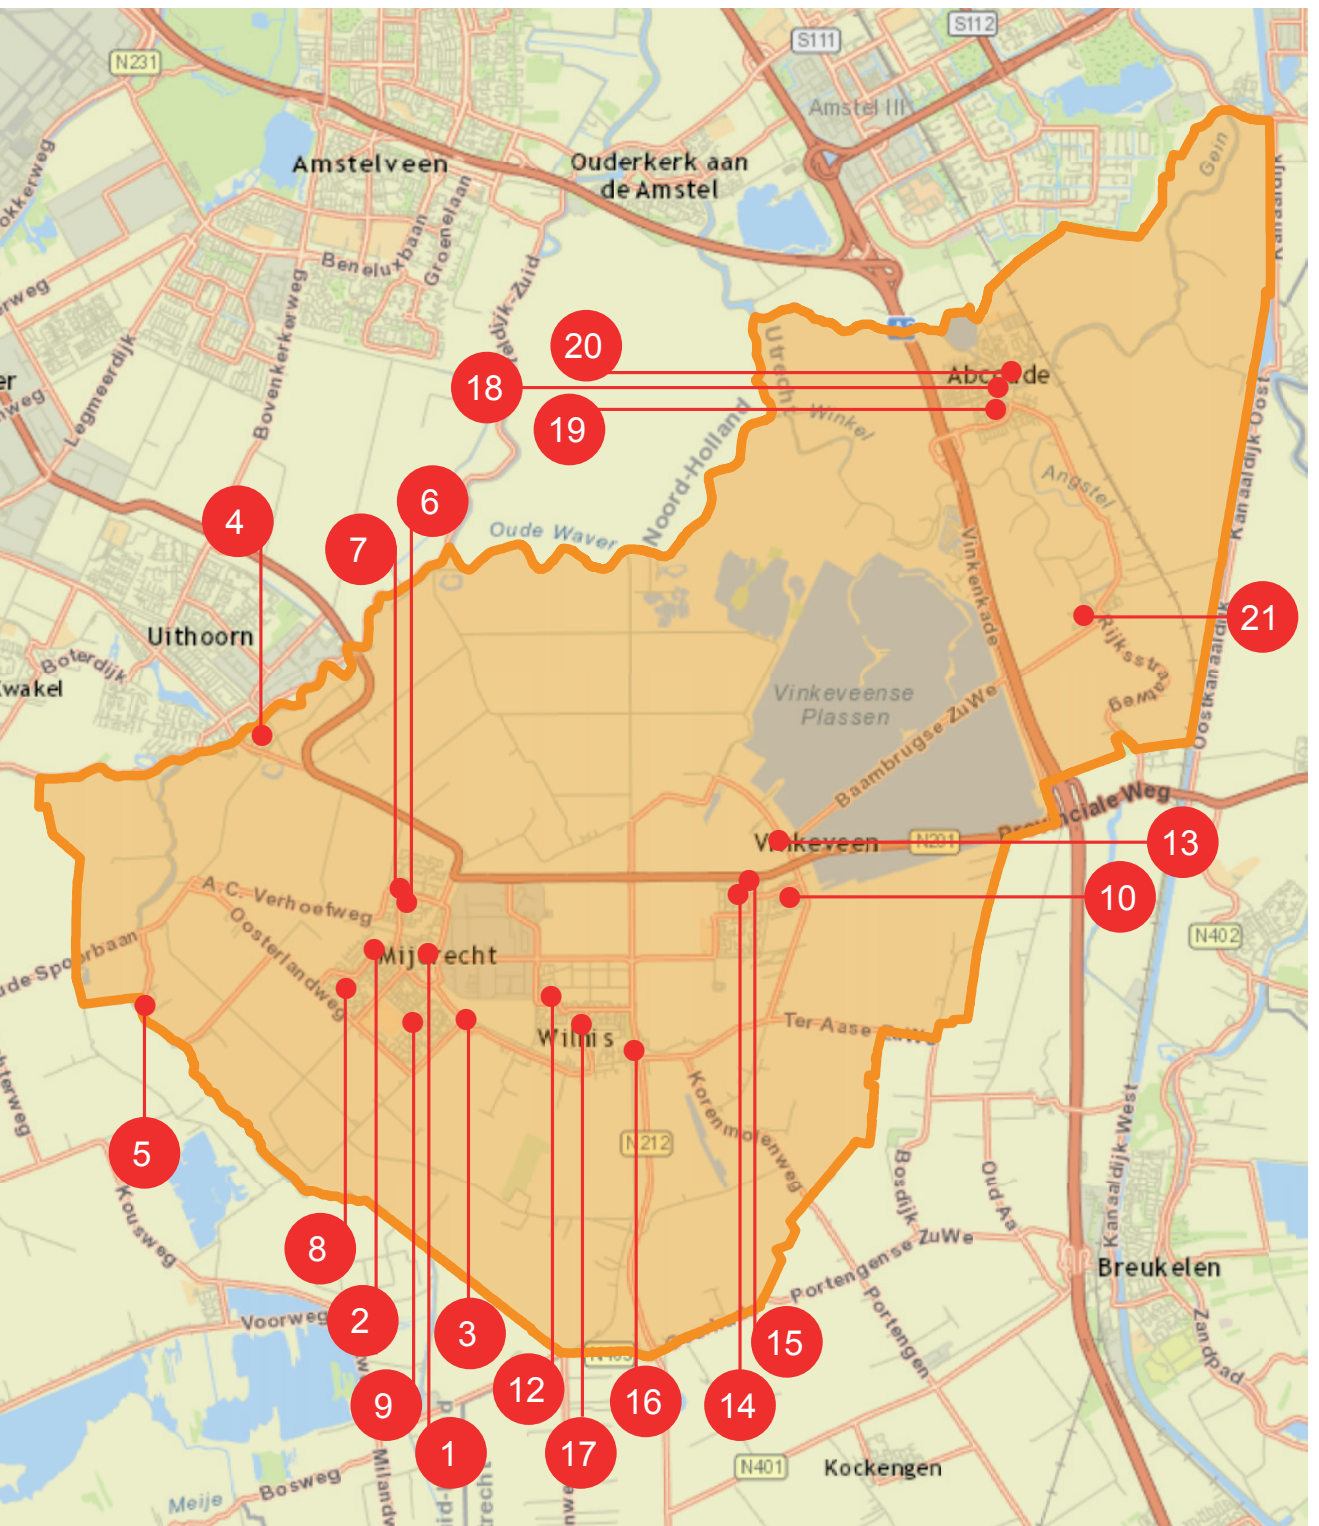 S112
S111
N231
Amstel III
Gein
Amstelveen
Ouderkerk aan
de Amstel
Groenelaan
Beneluxbaan
Bovenkerkerweg
Legmeerdijk
20
18
19
Abcoude
Winkel
Noord-Holland
Angstel
Kanaaldijk-Oost
6
4
7
Oude Waver
Vinkenkade
21
Uithoorn
Boterdijk
Rijksstraatweg
Oostkanaaldijk
Vinkeveense
Plassen
Baambrugse ZuWe
Provinciale Weg
Vinkeveen
N201
13
10
A.C. Verhoefweg
Oosterlandweg
N402
Mijdrecht
Wilnis
Ter Aase ZuWe
Korenmolenweg
N212
5
Kousweg
Bosdijk
Oud-Aa
Kanaaldijk-West
8
2
3
Portengense ZuWe
Portengen
Breukelen
Zandpad
Voorweg
15
12
16
14
9
1
17
N401
Kockengen
Meije
Bosweg